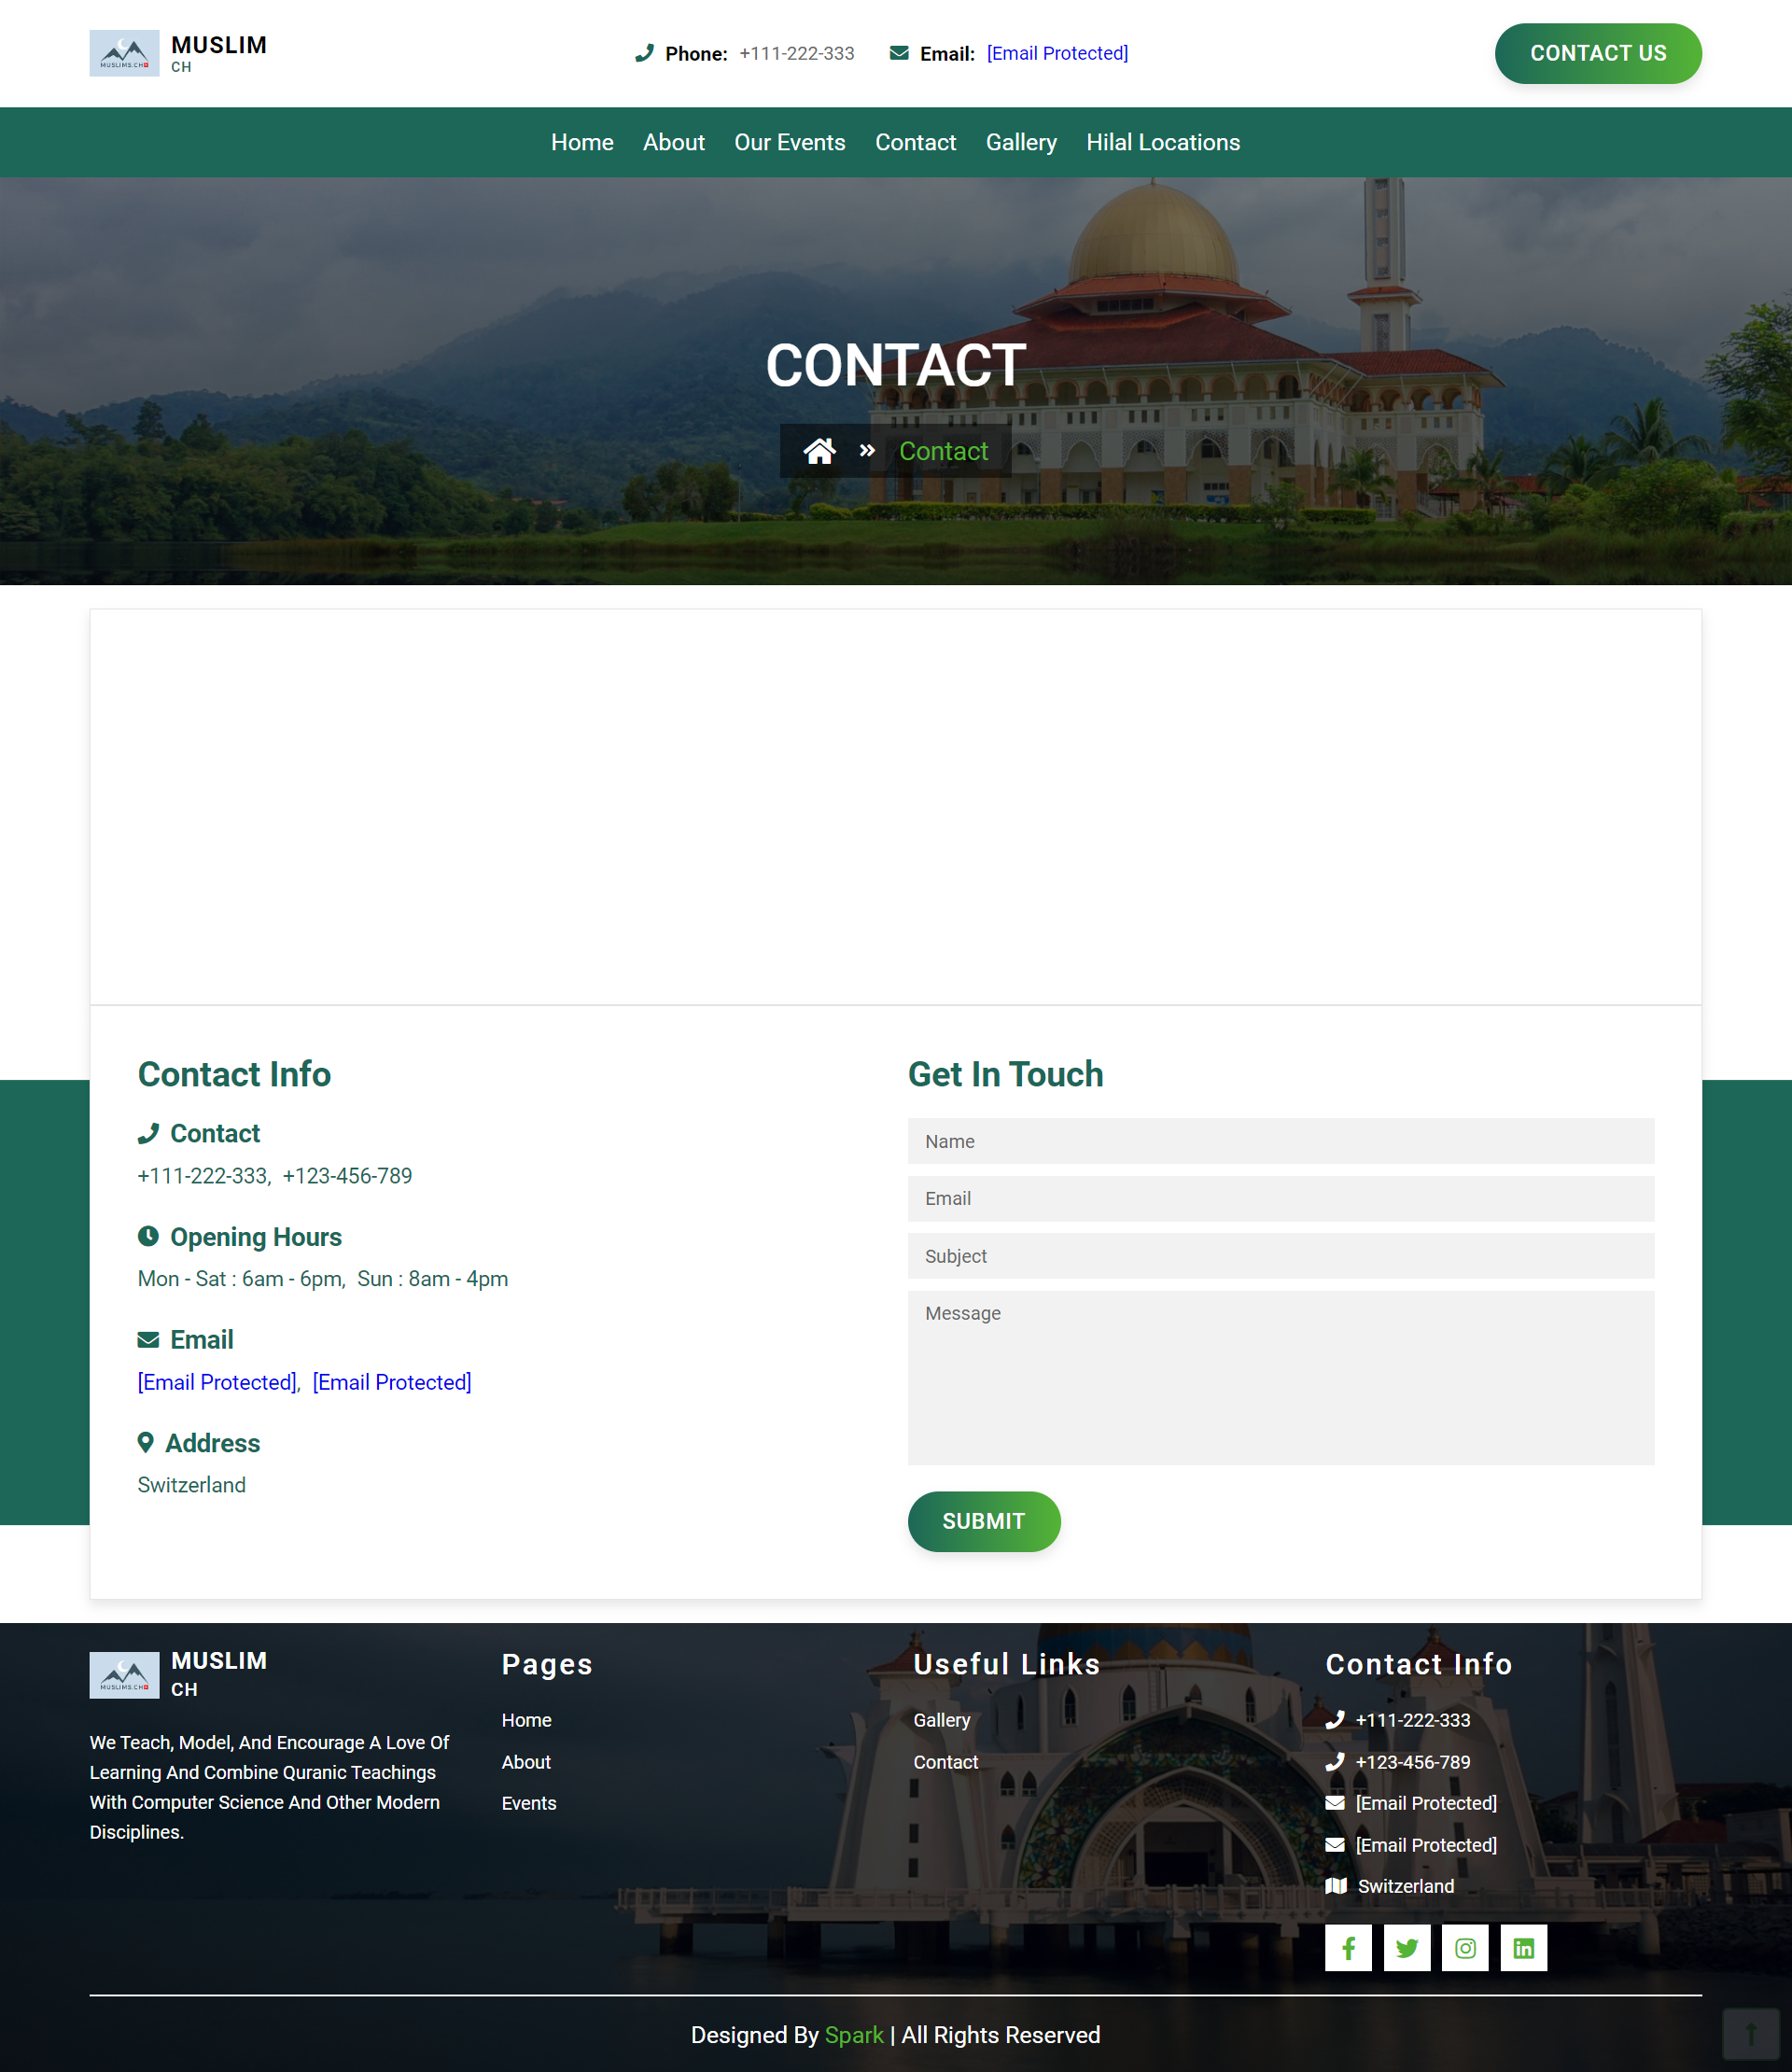 MUSLIMS.CH
MUSLIM
CH
Phone: +111-222-333
Email: [Email Protected]
CONTACT US
Home About Our Events Contact Gallery Hilal Locations
CONTACT
» Contact
Contact Info
Contact
+111-222-333, +123-456-789
Opening Hours
Mon - Sat : 6am - 6pm, Sun : 8am - 4pm
Email
[Email Protected], [Email Protected]
Address
Switzerland
Get In Touch
Name
Email
Subject
Message
SUBMIT
MUSLIMS.CH
MUSLIM
CH
We Teach, Model, And Encourage A Love Of
Learning And Combine Quranic Teachings
With Computer Science And Other Modern
Disciplines.
Pages
Home
About
Events
Useful Links
Gallery
Contact
Contact Info
+111-222-333
+123-456-789
[Email Protected]
[Email Protected]
Switzerland
Designed By Spark | All Rights Reserved